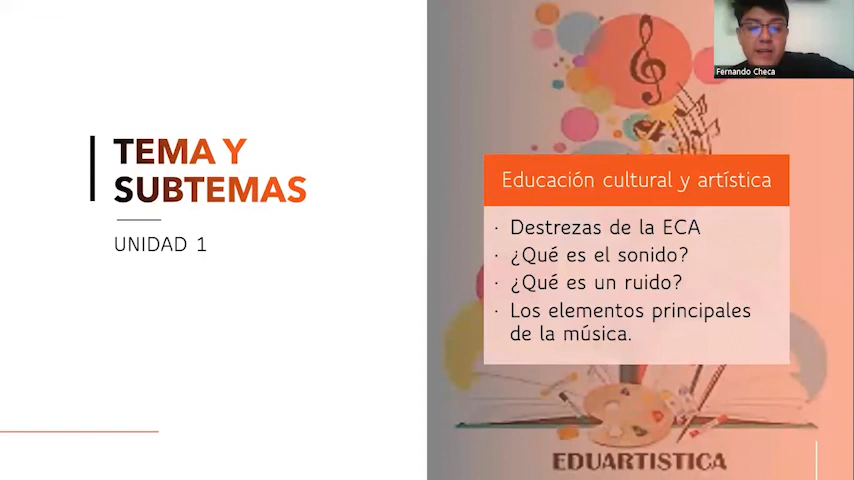 TEMA Y
SUBTEMAS
UNIDAD 1
Fernando Checa
Educación cultural y artística
· Destrezas de la ECA
· ¿Qué es el sonido?
· ¿Qué es un ruido?
· Los elementos principales
de la música.
EDUARTISTICA